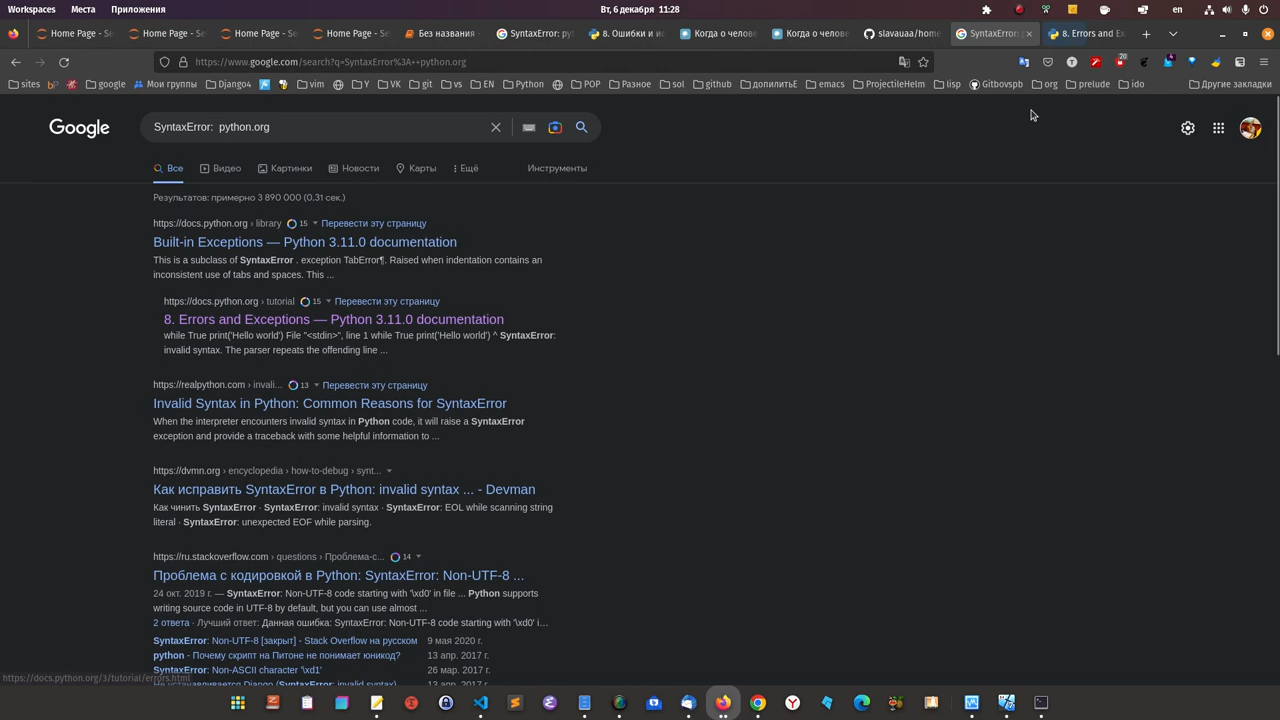 Workspaces Места Приложения Вт, 6 декабря 11:28 en
Home Page - Se Home Page - Se Home Page - Se Home Page - Se Без названия - SyntaxError: py 8. Ошибки и ис Когда о челове Когда о челове slavauaa/home SyntaxError: p 8. Errors and Ex
https://www.google.com/search?q=SyntaxError%3A++python.org 20 4
sites google Мои группы Django4 vim Y VK git vs EN Python POP Разное sol github допилитьЕ emacs ProjectileHelm lisp Gitbovspb org prelude ido Другие закладки
Google SyntaxError: python.org
Все Видео Картинки Новости Карты Ещё Инструменты
Результатов: примерно 3 890 000 (0,31 сек.)
https://docs.python.org › library 15 Перевести эту страницу
Built-in Exceptions — Python 3.11.0 documentation
This is a subclass of SyntaxError . exception TabError¶. Raised when indentation contains an
inconsistent use of tabs and spaces. This ...
https://docs.python.org › tutorial 15 Перевести эту страницу
8. Errors and Exceptions — Python 3.11.0 documentation
while True print('Hello world') File "<stdin>", line 1 while True print('Hello world') ^ SyntaxError:
invalid syntax. The parser repeats the offending line ...
https://realpython.com › invali... 13 Перевести эту страницу
Invalid Syntax in Python: Common Reasons for SyntaxError
When the interpreter encounters invalid syntax in Python code, it will raise a SyntaxError
exception and provide a traceback with some helpful information to ...
https://dvmn.org › encyclopedia › how-to-debug › synt...
Как исправить SyntaxError в Python: invalid syntax ... - Devman
Как чинить SyntaxError · SyntaxError: invalid syntax · SyntaxError: EOL while scanning string
literal · SyntaxError: unexpected EOF while parsing.
https://ru.stackoverflow.com › questions › Проблема-с... 14
Проблема с кодировкой в Python: SyntaxError: Non-UTF-8 ...
24 окт. 2019 г. — SyntaxError: Non-UTF-8 code starting with '\xd0' in file ... Python supports
writing source code in UTF-8 by default, but you can use almost ...
2 ответа · Лучший ответ: Данная ошибка: SyntaxError: Non-UTF-8 code starting with '\xd0' i…
SyntaxError: Non-UTF-8 [закрыт] - Stack Overflow на русском 9 мая 2020 г.
python - Почему скрипт на Питоне не понимает юникод? 13 апр. 2017 г.
SyntaxError: Non-ASCII character '\xd1' 26 мар. 2017 г.
Не устанавливается Django (SyntaxError: invalid syntax) 13 апр. 2017 г.
https://docs.python.org/3/tutorial/errors.html